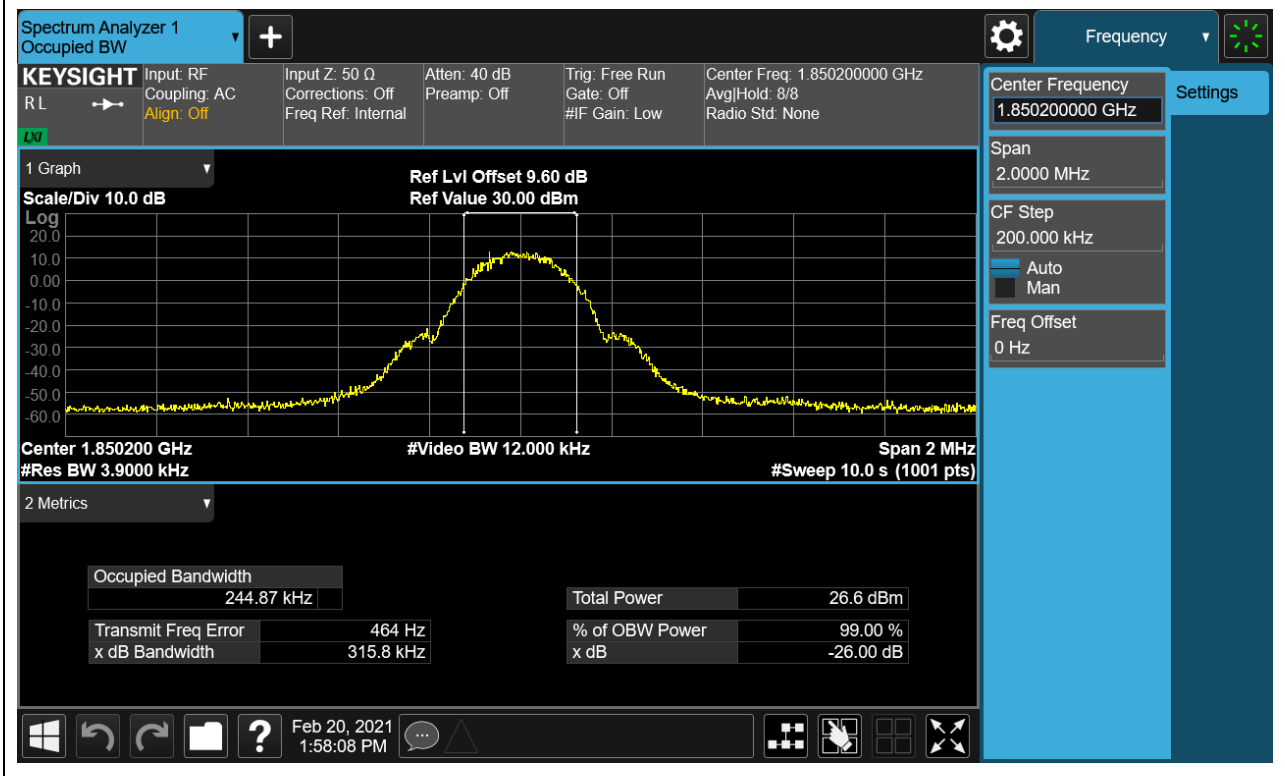 Spectrum Analyzer 1
Occupied BW
Frequency
KEYSIGHT
R L
LXI
Input: RF
Coupling: AC
Align: Off
Input Z: 50 Ω
Corrections: Off
Freq Ref: Internal
Atten: 40 dB
Preamp: Off
Trig: Free Run
Gate: Off
#IF Gain: Low
Center Freq: 1.850200000 GHz
Avg|Hold: 8/8
Radio Std: None
Center Frequency
1.850200000 GHz
Settings
Span
2.0000 MHz
CF Step
200.000 kHz
Auto
Man
Freq Offset
0 Hz
1 Graph
Scale/Div 10.0 dB
Ref Lvl Offset 9.60 dB
Ref Value 30.00 dBm
Log
20.0
10.0
0.00
-10.0
-20.0
-30.0
-40.0
-50.0
-60.0
Center 1.850200 GHz
#Video BW 12.000 kHz
Span 2 MHz
#Res BW 3.9000 kHz
#Sweep 10.0 s (1001 pts)
2 Metrics
Occupied Bandwidth
244.87 kHz
Total Power 26.6 dBm
Transmit Freq Error 464 Hz
% of OBW Power 99.00 %
x dB Bandwidth 315.8 kHz
x dB -26.00 dB
?
Feb 20, 2021
1:58:08 PM